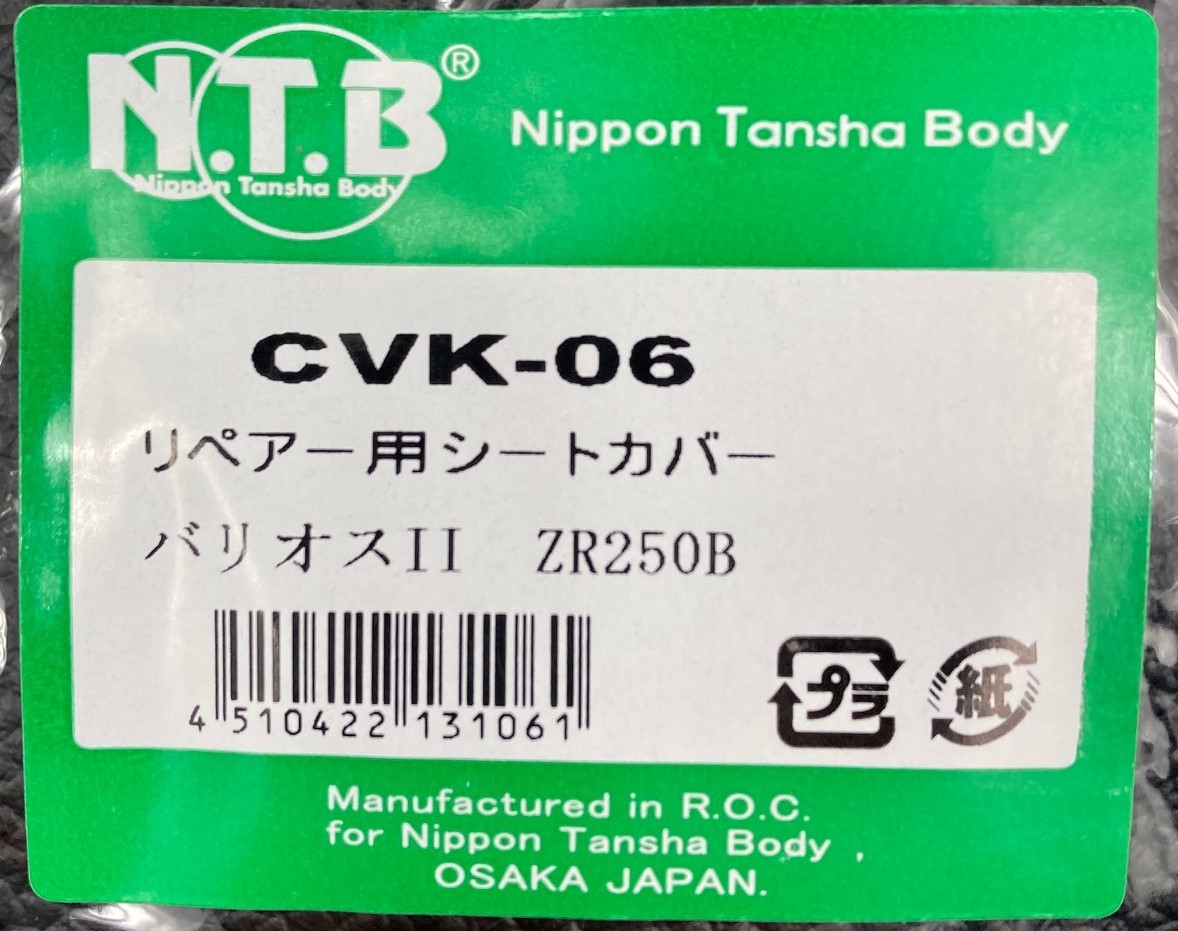 N.T.B®
Nippon Tansha Body
Nippon Tansha Body
CVK-06
リペアー用シートカバー
バリオスII ZR250B
4 510422 131061
プラ
紙
Manufactured in R.O.C.
for Nippon Tansha Body ,
OSAKA JAPAN.